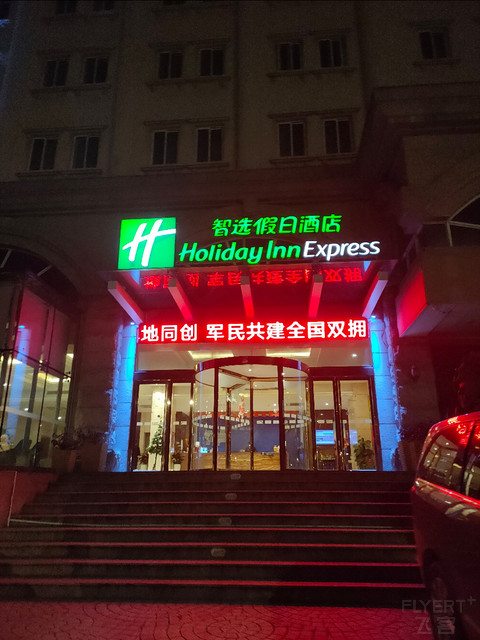 智选假日酒店
Holiday Inn Express
地同创 军民共建全国双拥
FLYERT+
飞客